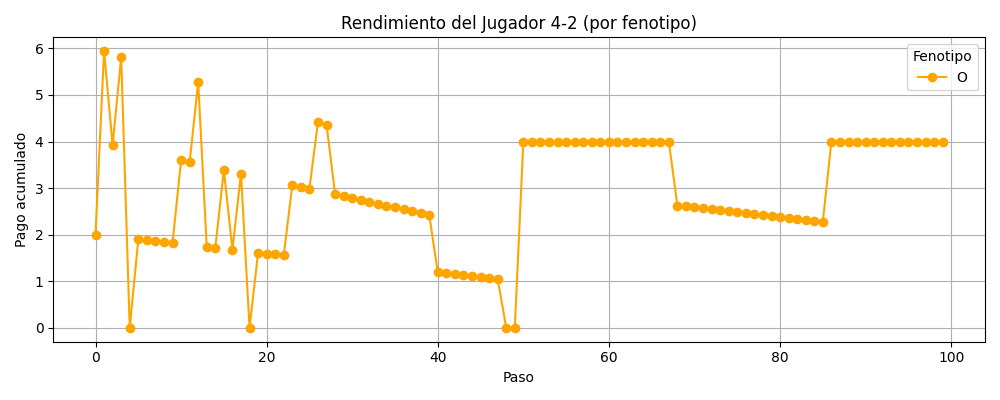 Rendimiento del Jugador 4-2 (por fenotipo)
Fenotipo
O
Pago acumulado
6
5
4
3
2
1
0
0 20 40 60 80 100
Paso